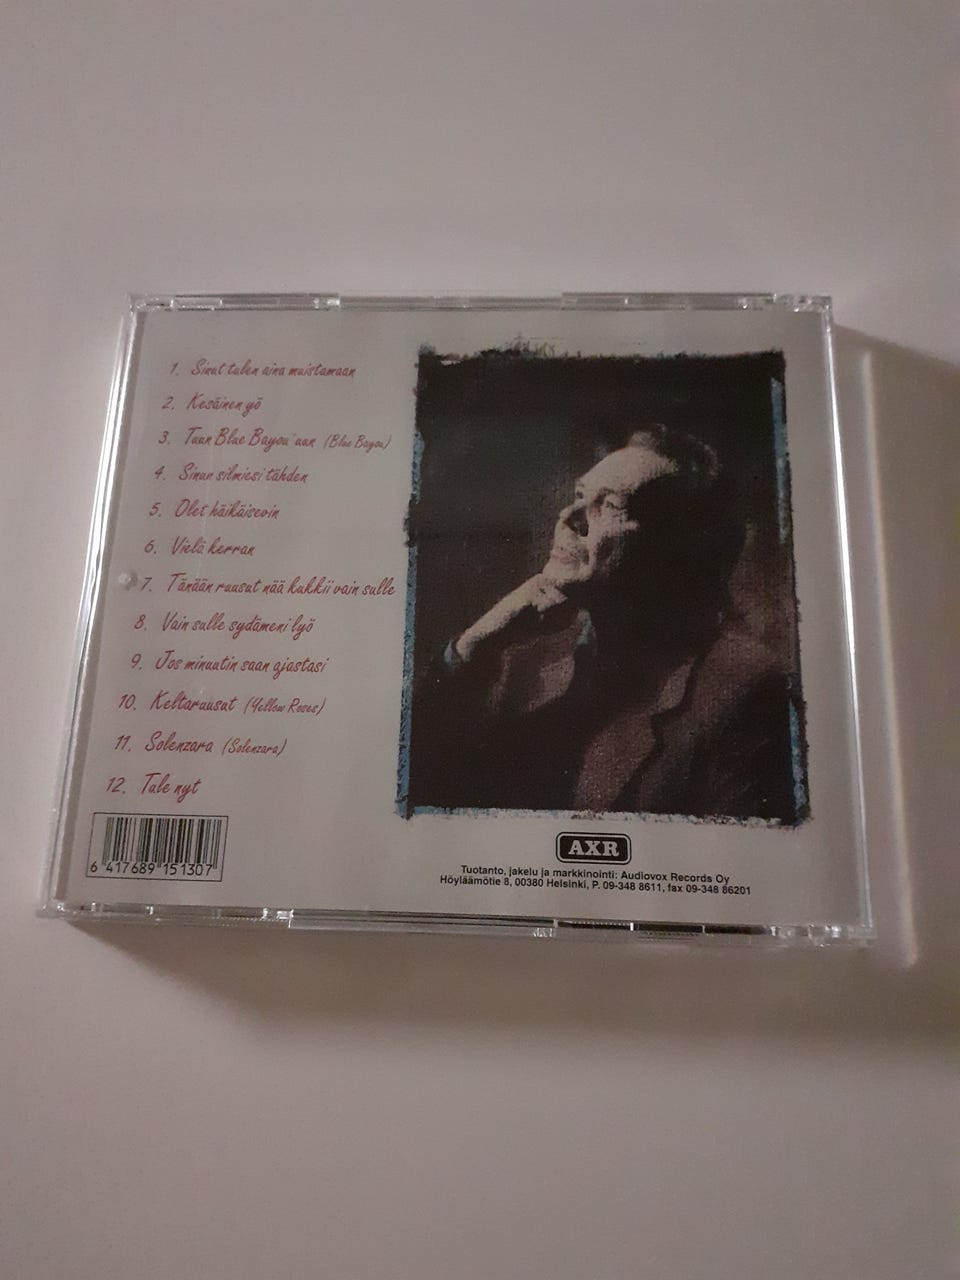 1. Sinut tulen aina muistamaan
2. Kesäinen yö
3. Tuun Blue Bayou'uun (Blue Bayou)
4. Sinun silmiesi tähden
5. Olet häikäisevin
6. Vielä kerran
7. Tänään ruusut nää kukkii vain sulle
8. Vain sulle sydämeni lyö
9. Jos minuutin saan ajastasi
10. Keltaruusut (Yellow Roses)
11. Solenzara (Solenzara)
12. Tule nyt
6 417689 151307
AXR
Tuotanto, jakelu ja markkinointi: Audiovox Records Oy
Höyläämötie 8, 00380 Helsinki, P. 09-348 8611, fax 09-348 86201